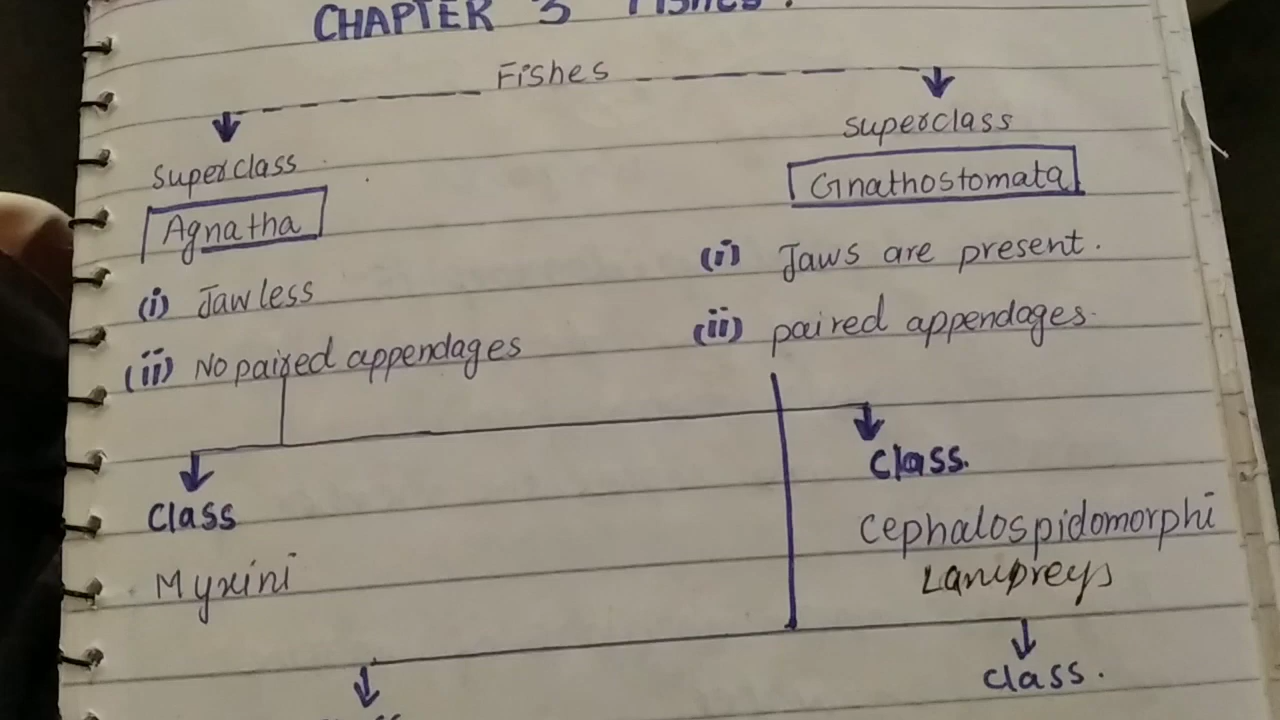 CHAPTER 3 Fishes.
Fishes
superclass
superclass
Agnatha
Gnathostomata
(i) Jawless
(i) Jaws are present.
(ii) No paired appendages
(ii) paired appendages.
Class
Class.
Myxini
Cephalospidomorphi
Lampreys
Class.